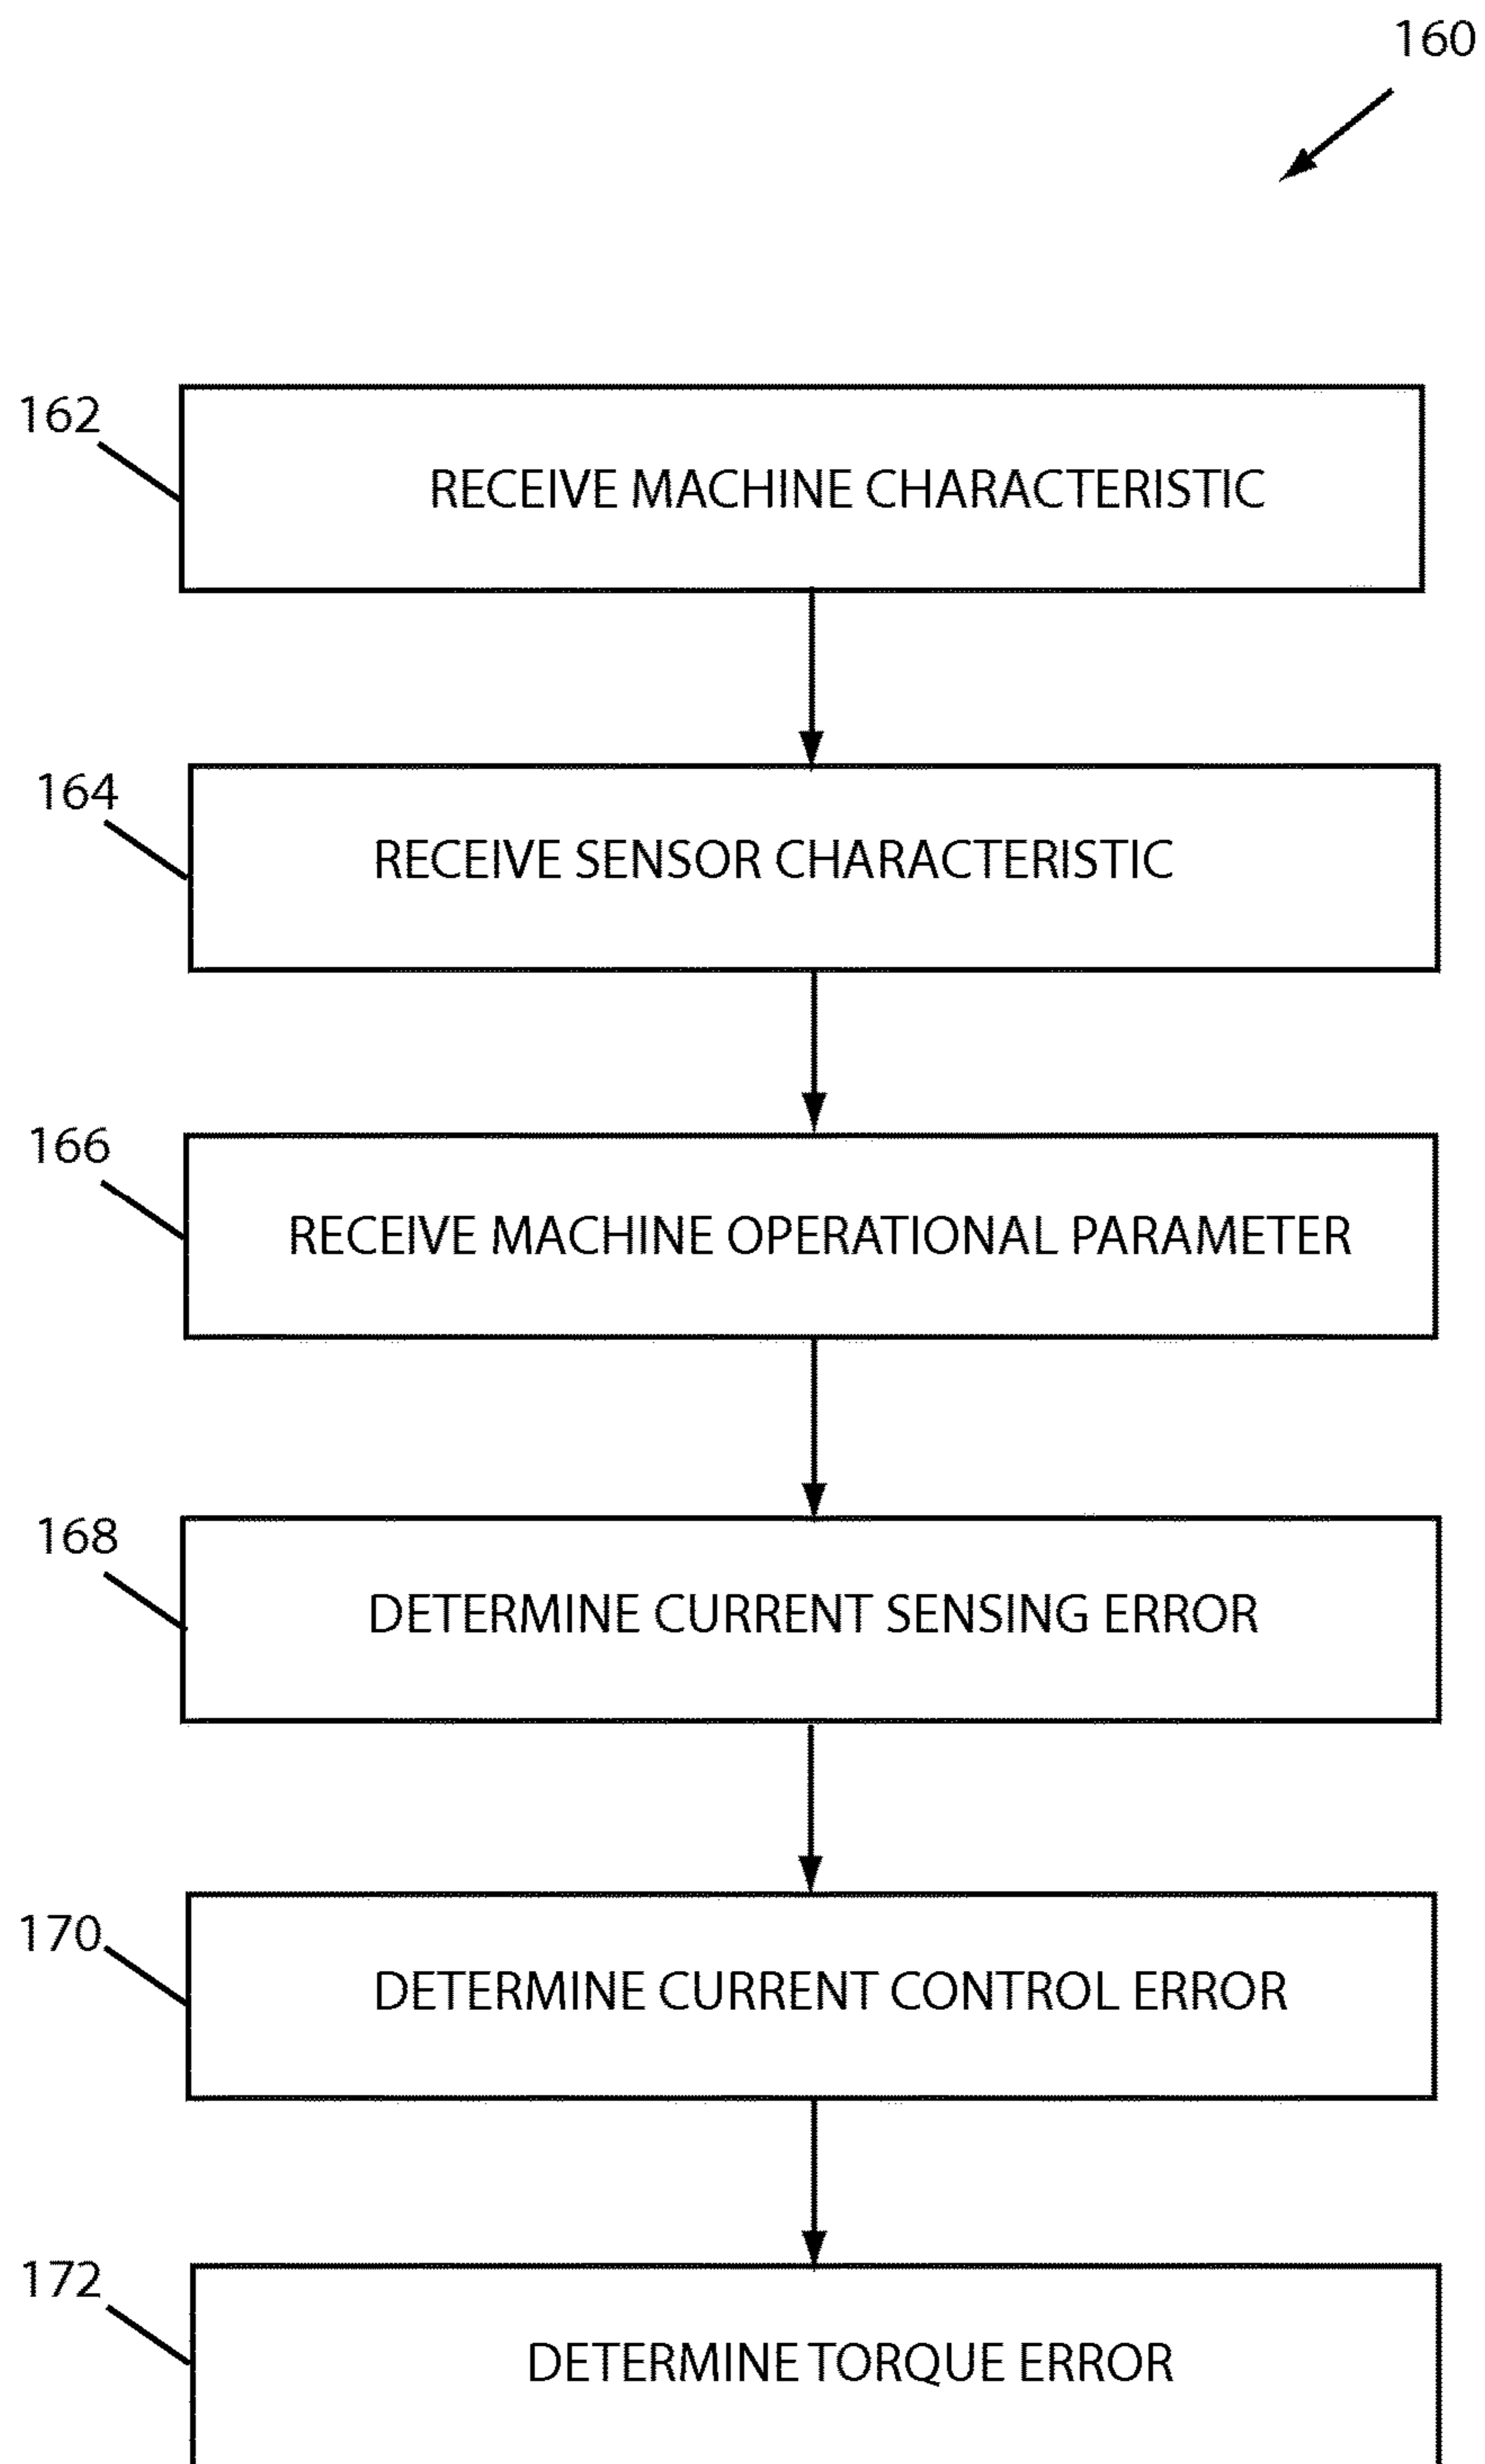 160
162
RECEIVE MACHINE CHARACTERISTIC
164
RECEIVE SENSOR CHARACTERISTIC
166
RECEIVE MACHINE OPERATIONAL PARAMETER
168
DETERMINE CURRENT SENSING ERROR
170
DETERMINE CURRENT CONTROL ERROR
172
DETERMINE TORQUE ERROR